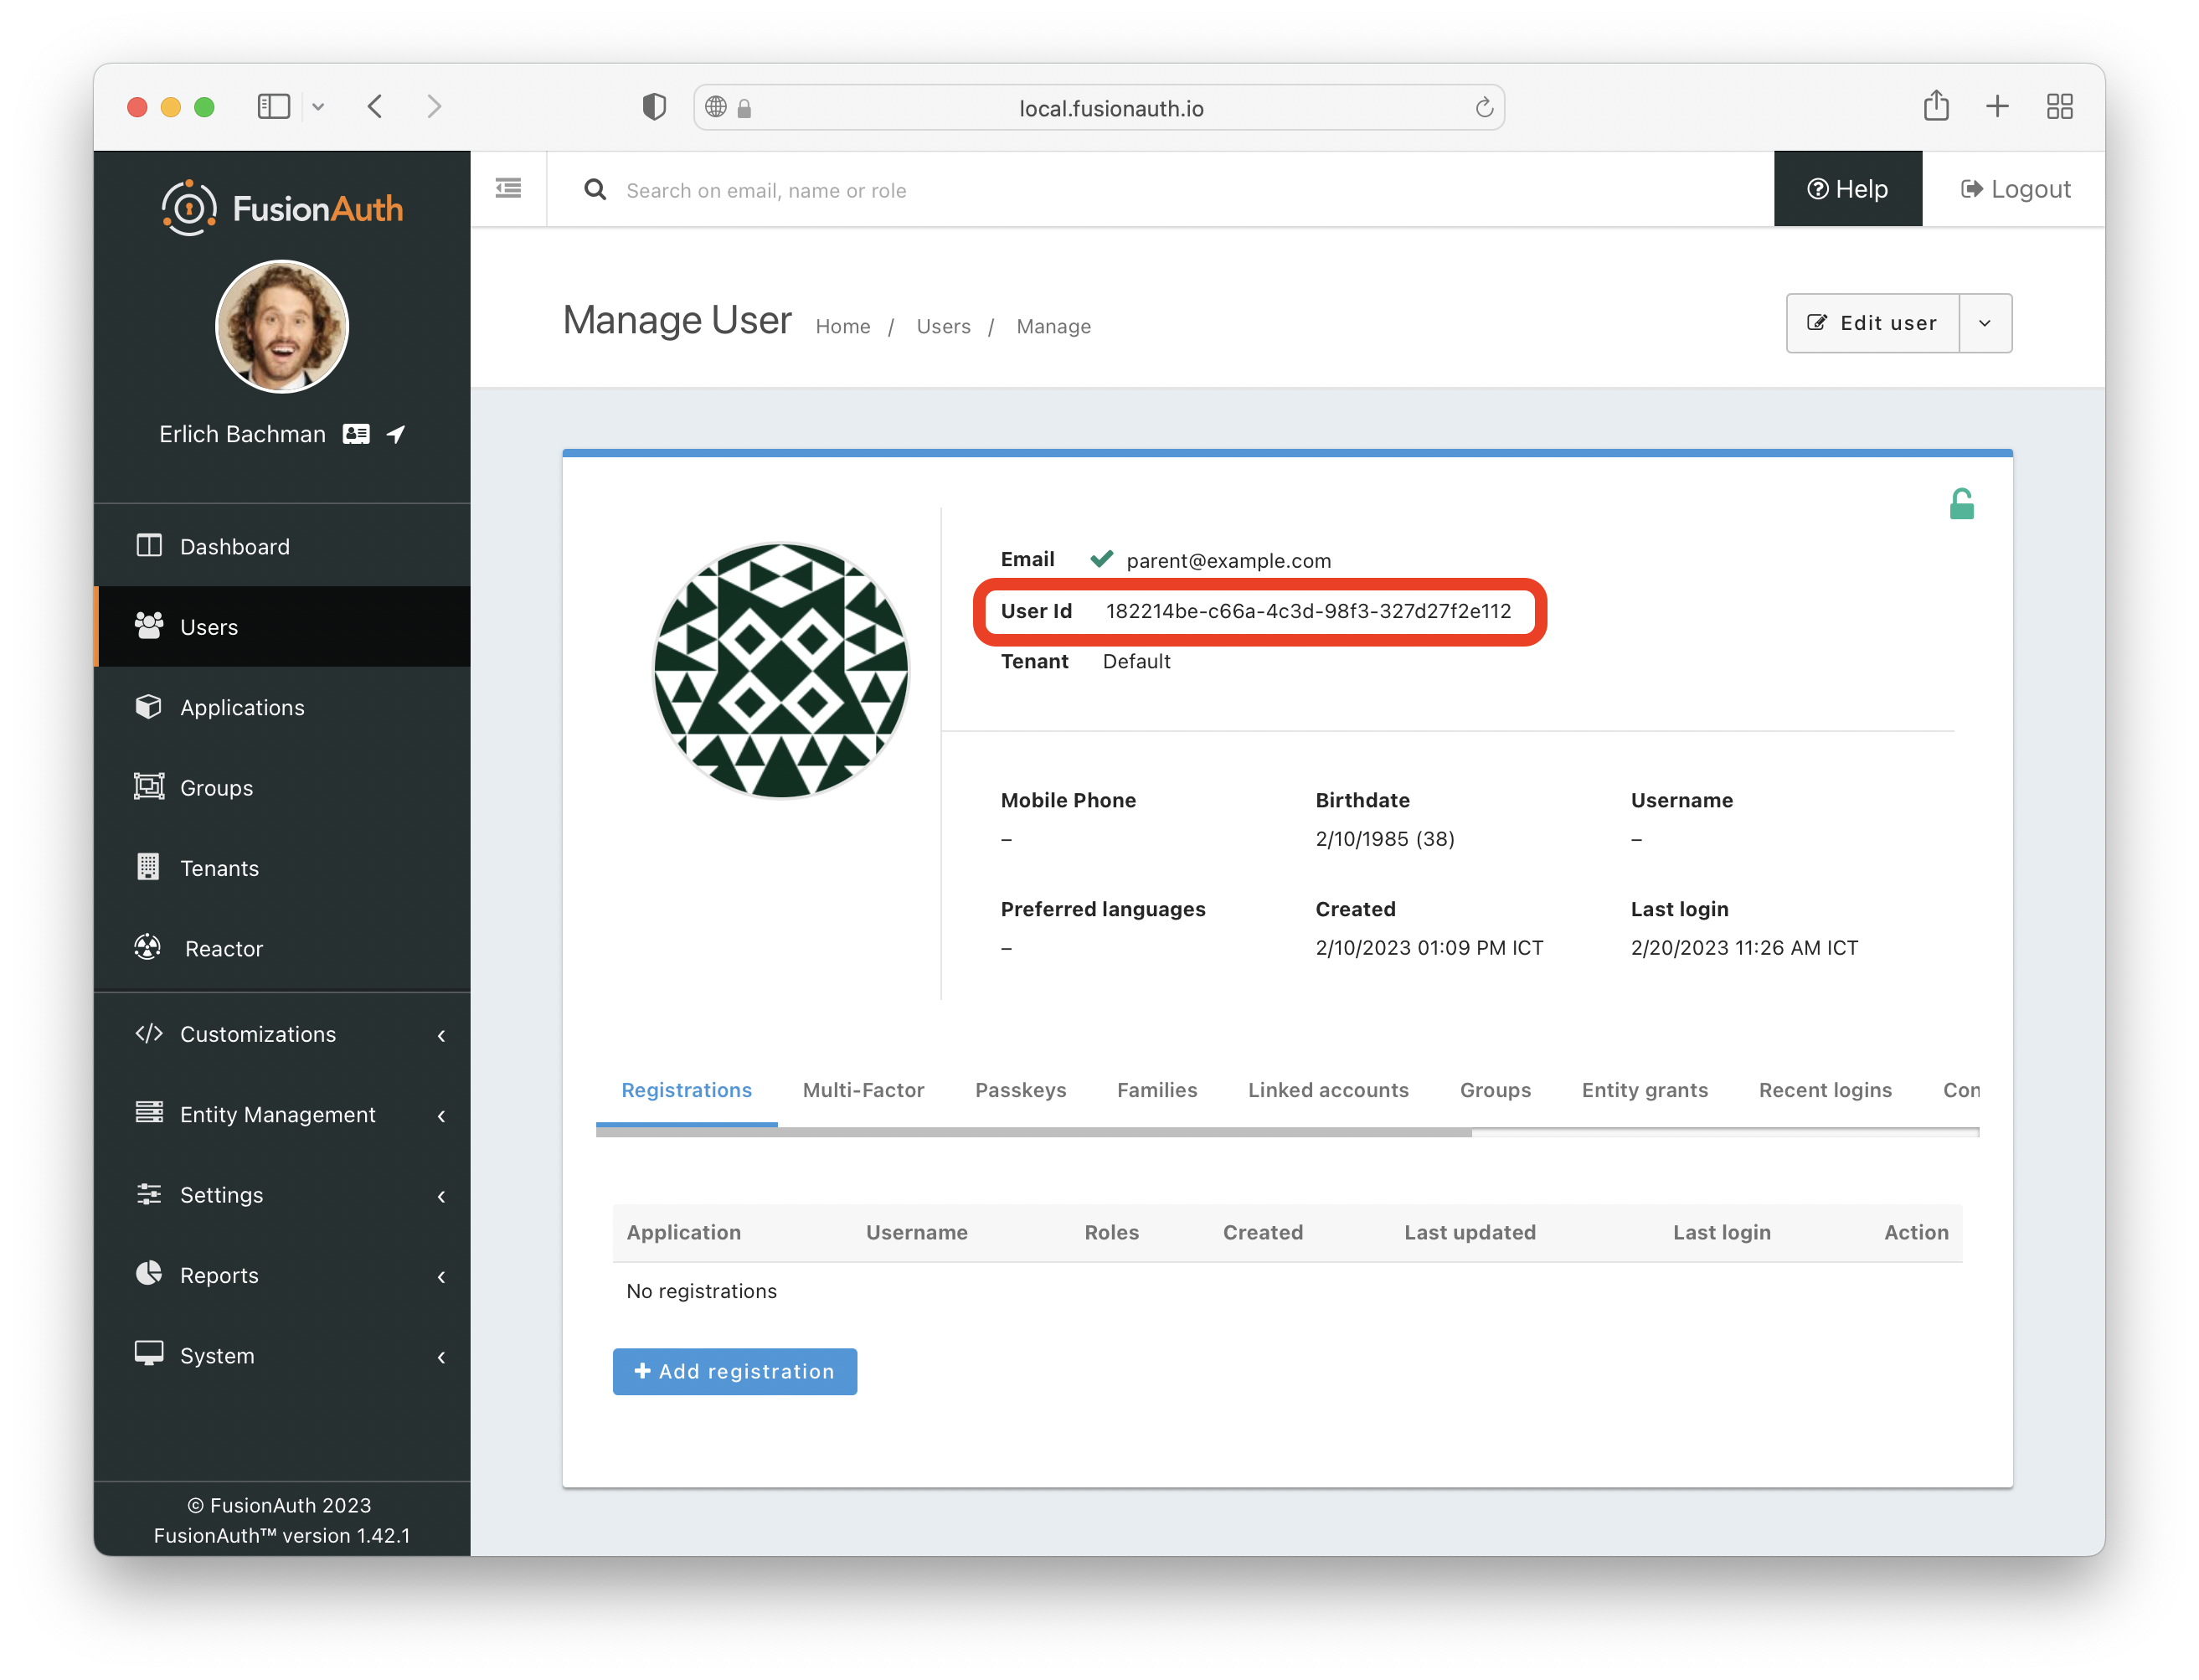 local.fusionauth.io
FusionAuth
Search on email, name or role
Help
Logout
Erlich Bachman
Manage User
Home / Users / Manage
Edit user
Dashboard
Users
Applications
Groups
Tenants
Reactor
Customizations
Entity Management
Settings
Reports
System
© FusionAuth 2023
FusionAuth™ version 1.42.1
Email parent@example.com
User Id 182214be-c66a-4c3d-98f3-327d27f2e112
Tenant Default
Mobile Phone Birthdate Username
– 2/10/1985 (38) –
Preferred languages Created Last login
– 2/10/2023 01:09 PM ICT 2/20/2023 11:26 AM ICT
Registrations Multi-Factor Passkeys Families Linked accounts Groups Entity grants Recent logins Con
Application Username Roles Created Last updated Last login Action
No registrations
Add registration